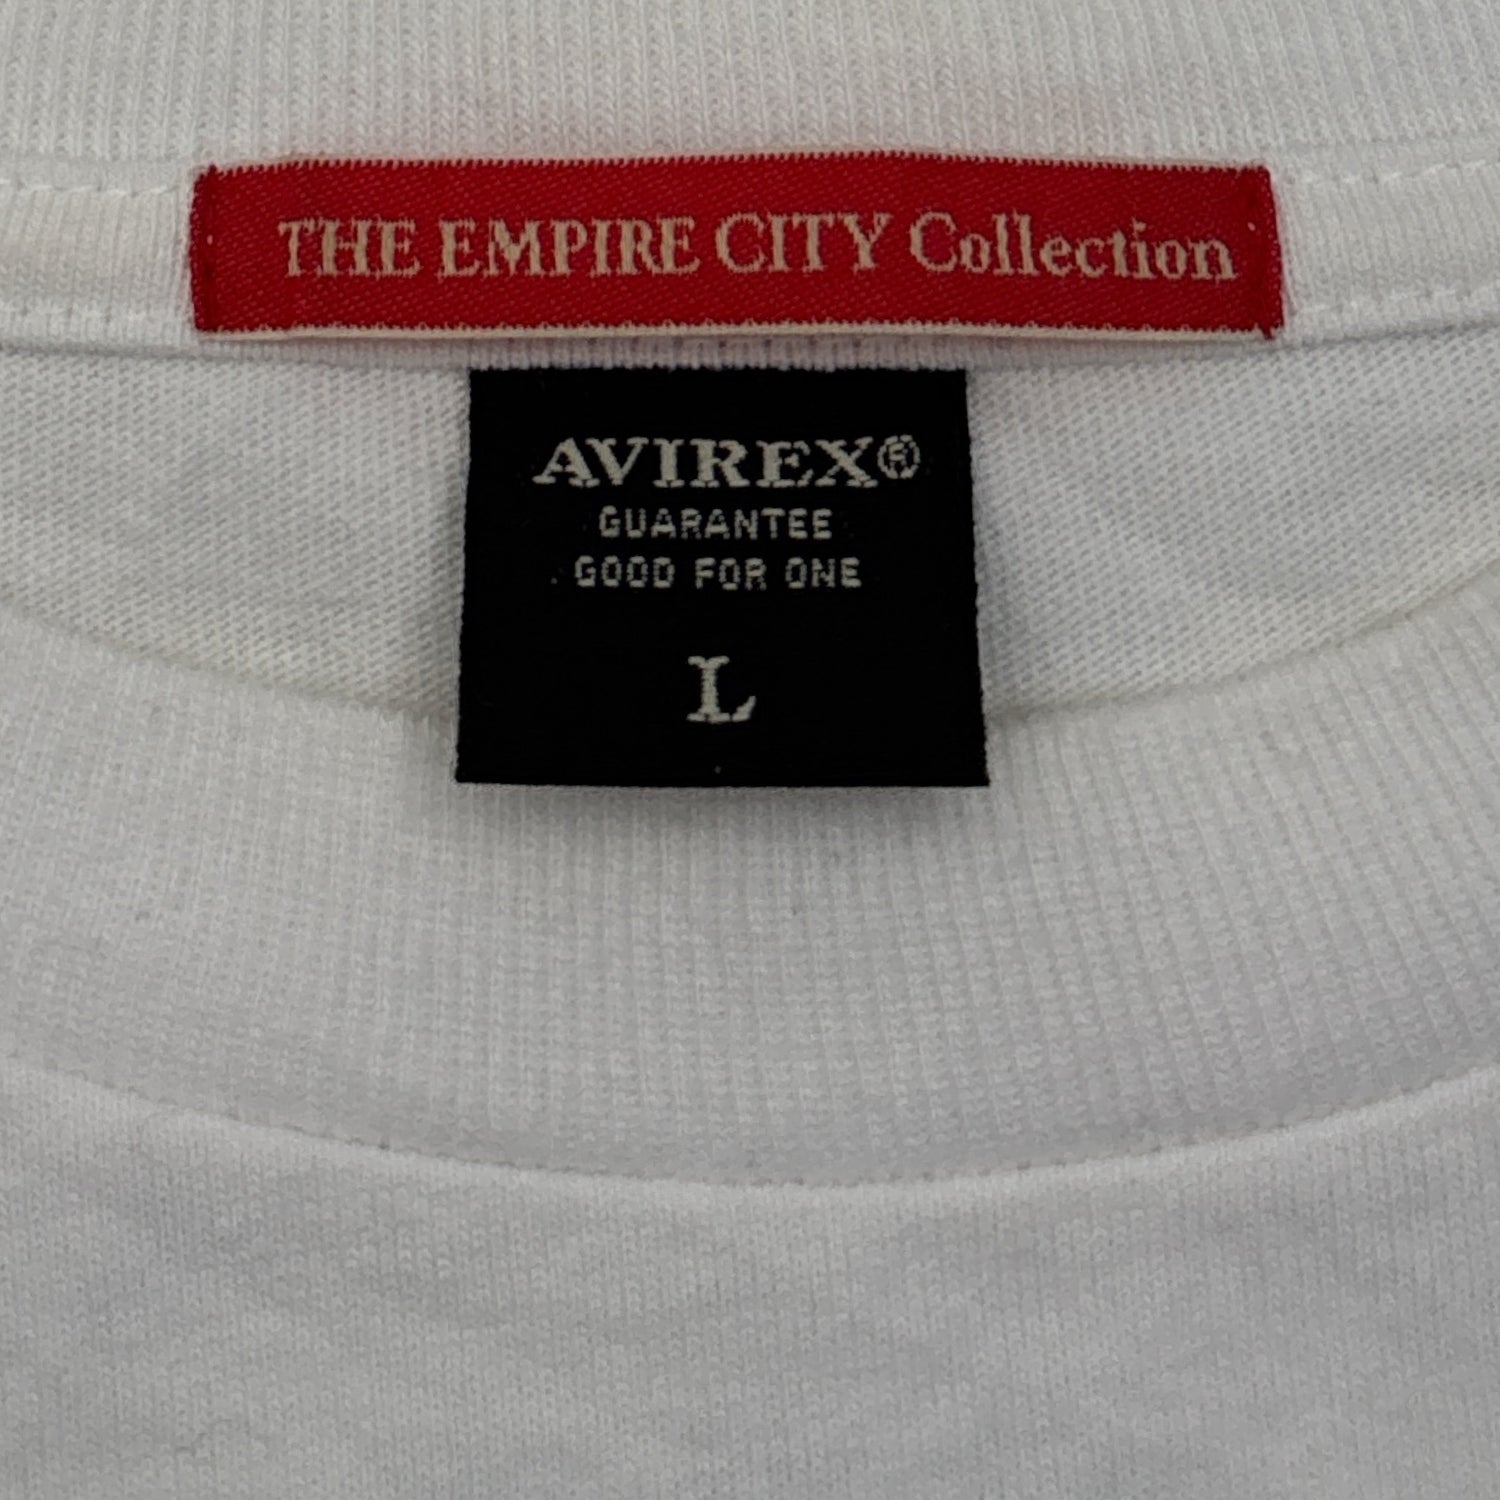 THE EMPIRE CITY Collection
AVIREX®
GUARANTEE
GOOD FOR ONE
L